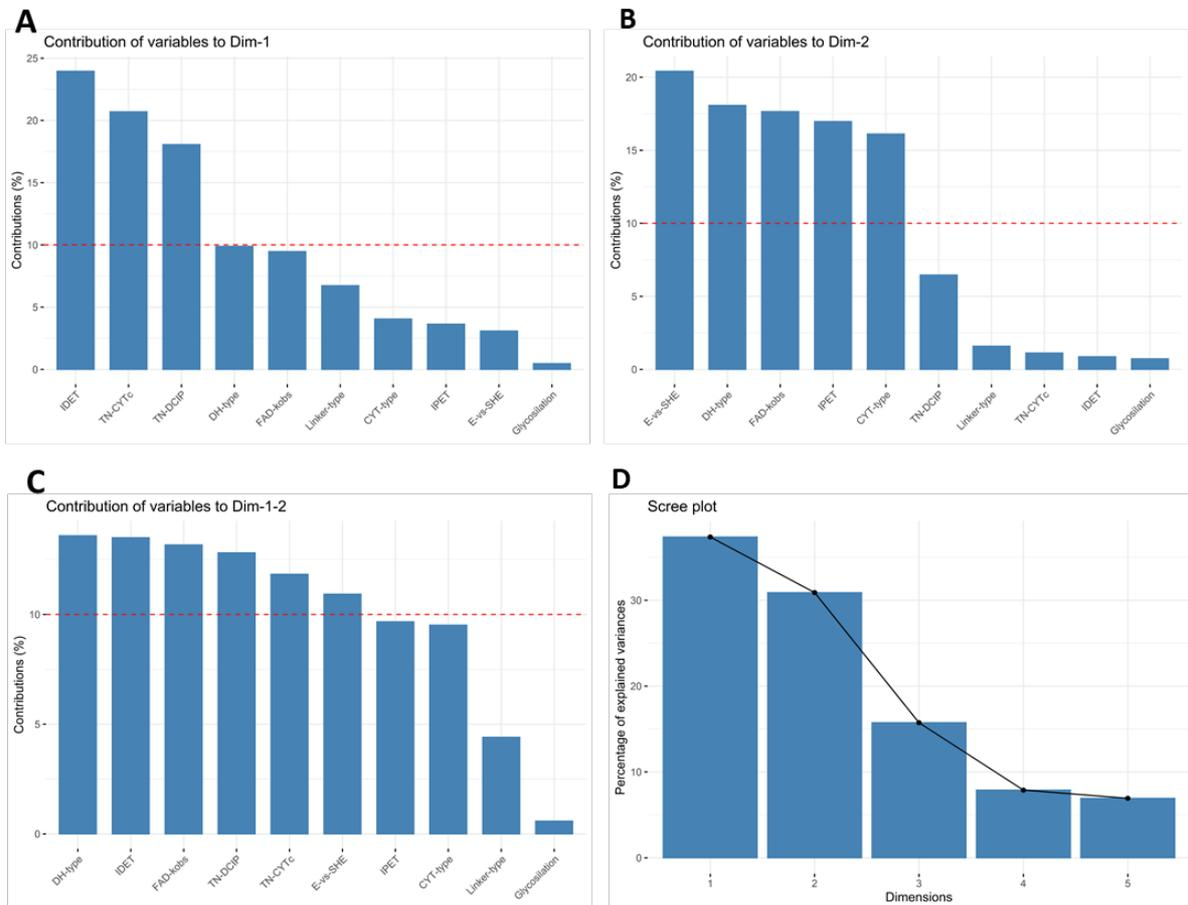 A
Contribution of variables to Dim-1
Contributions (%)
25
20
15
10
5
0
IDET
TN-CYTc
TN-DCIP
DH-type
FAD-kobs
Linker-type
CYT-type
IPET
E-vs-SHE
Glycosilation
B
Contribution of variables to Dim-2
Contributions (%)
20
15
10
5
0
E-vs-SHE
DH-type
FAD-kobs
IPET
CYT-type
TN-DCIP
Linker-type
TN-CYTc
IDET
Glycosilation
C
Contribution of variables to Dim-1-2
Contributions (%)
10
5
0
DH-type
IDET
FAD-kobs
TN-DCIP
TN-CYTc
E-vs-SHE
IPET
CYT-type
Linker-type
Glycosilation
D
Scree plot
Percentage of explained variances
30
20
10
0
1
2
3
4
5
Dimensions